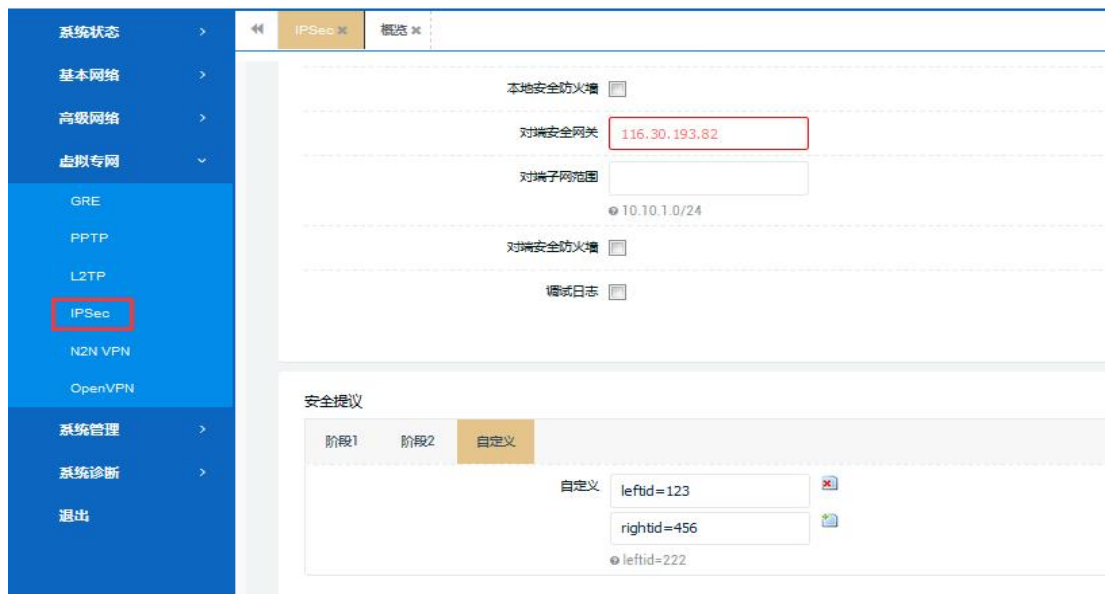 系统状态
基本网络
高级网络
虚拟专网
GRE
PPTP
L2TP
IPSec
N2N VPN
OpenVPN
系统管理
系统诊断
退出
IPSec
概览
本地安全防火墙
对端安全网关 116.30.193.82
对端子网范围
10.10.1.0/24
对端安全防火墙
调试日志
安全提议
阶段1 阶段2 自定义
自定义 leftid=123
rightid=456
leftid=222